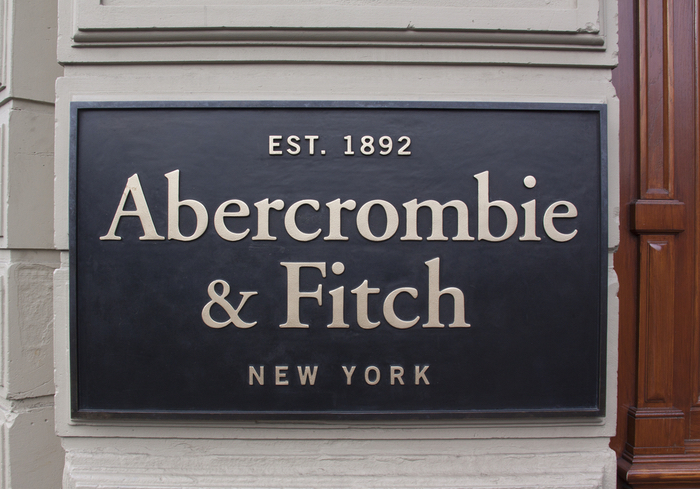 EST. 1892
Abercrombie
& Fitch
NEW YORK